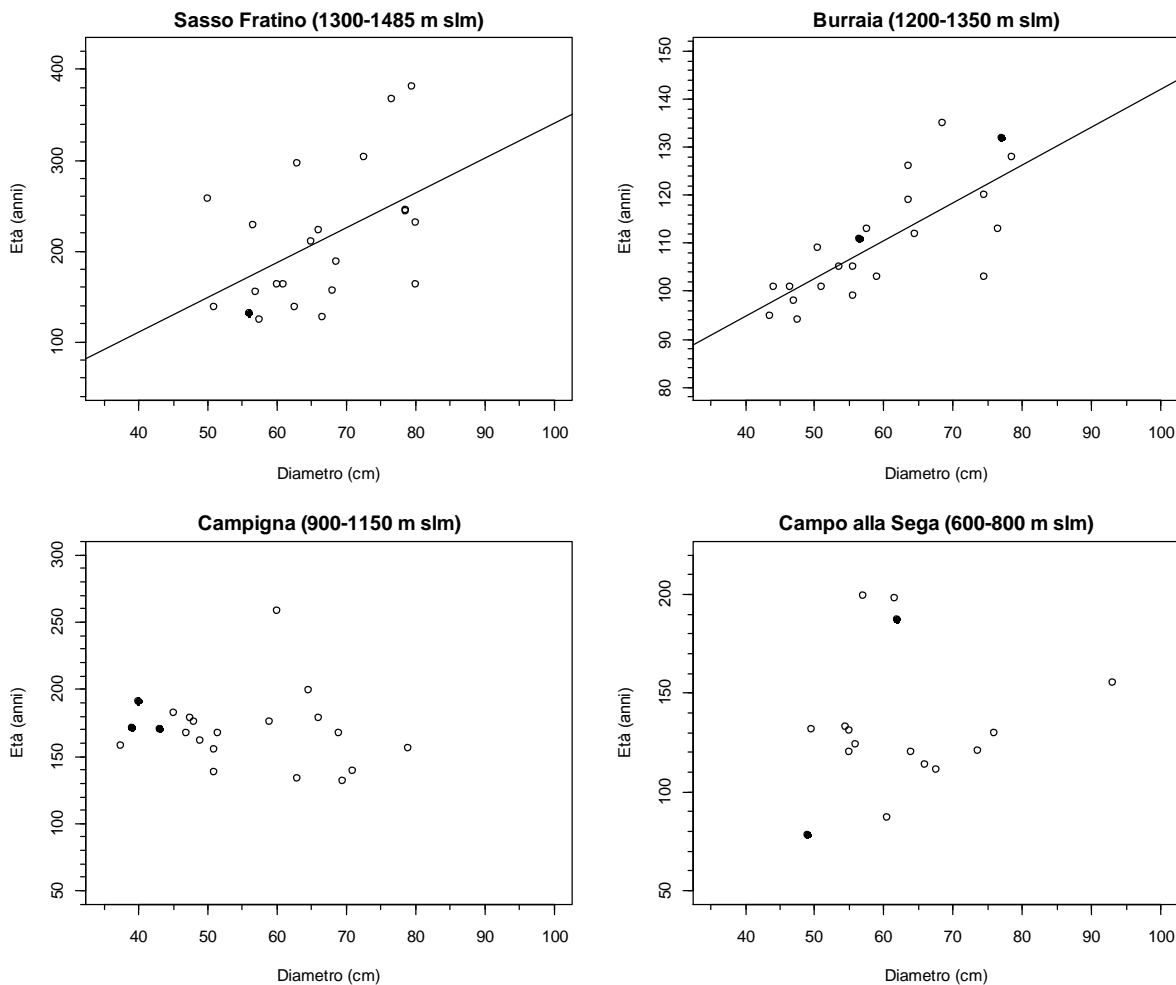 Sasso Fratino (1300-1485 m slm)
400
300
200
100
Età (anni)
40 50 60 70 80 90 100
Diametro (cm)
Burraia (1200-1350 m slm)
150
140
130
120
110
100
90
80
Età (anni)
40 50 60 70 80 90 100
Diametro (cm)
Campigna (900-1150 m slm)
300
250
200
150
100
50
Età (anni)
40 50 60 70 80 90 100
Diametro (cm)
Campo alla Sega (600-800 m slm)
200
150
100
50
Età (anni)
40 50 60 70 80 90 100
Diametro (cm)